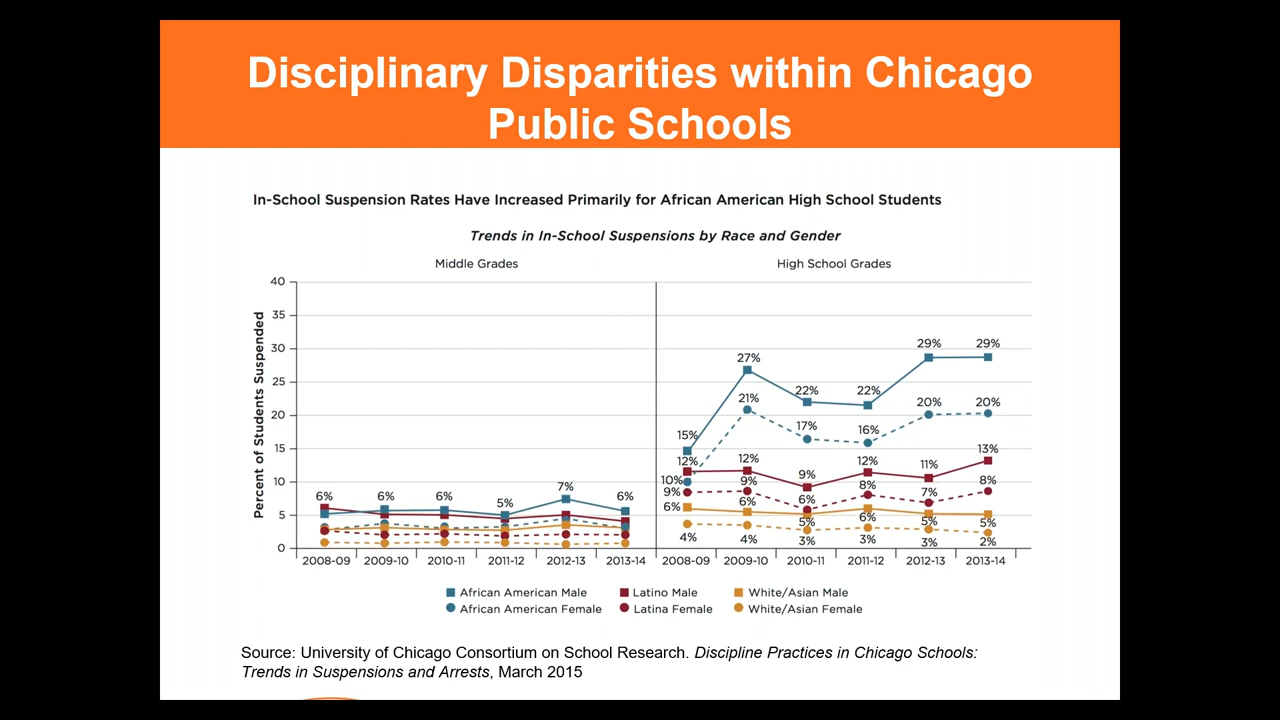 Disciplinary Disparities within Chicago
Public Schools
In-School Suspension Rates Have Increased Primarily for African American High School Students
Trends in In-School Suspensions by Race and Gender
Middle Grades
High School Grades
Percent of Students Suspended
40
35
30
25
20
15
10
5
0
6% 6% 6% 5% 7% 6%
15% 27% 22% 22% 29% 29%
10% 21% 17% 16% 20% 20%
12% 12% 9% 12% 11% 13%
9% 9% 6% 8% 7% 8%
6% 6% 5% 6% 5% 5%
4% 4% 3% 3% 3% 2%
2008-09 2009-10 2010-11 2011-12 2012-13 2013-14 2008-09 2009-10 2010-11 2011-12 2012-13 2013-14
African American Male Latino Male White/Asian Male
African American Female Latina Female White/Asian Female
Source: University of Chicago Consortium on School Research. Discipline Practices in Chicago Schools:
Trends in Suspensions and Arrests, March 2015